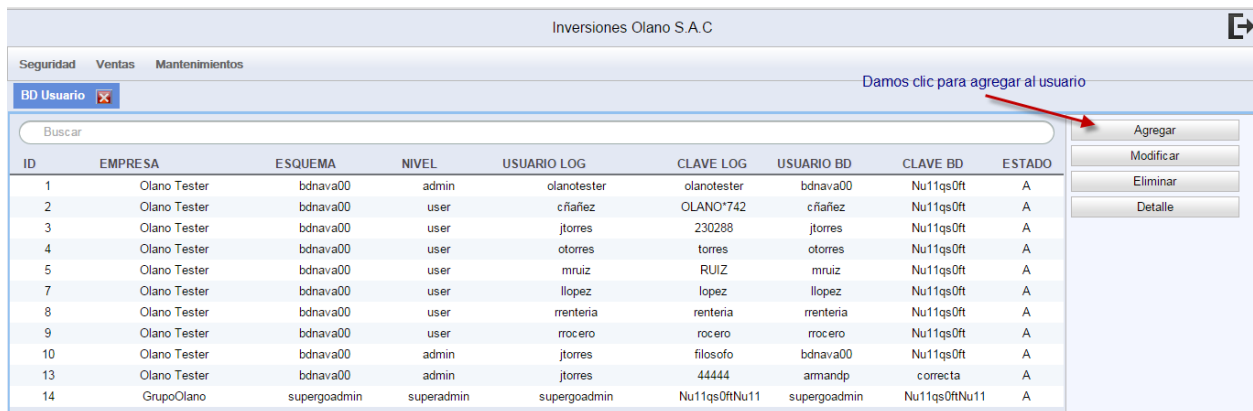 Inversiones Olano S.A.C
Seguridad Ventas Mantenimientos
Damos clic para agregar al usuario
BD Usuario
Buscar
Agregar
Modificar
Eliminar
Detalle
ID EMPRESA ESQUEMA NIVEL USUARIO LOG CLAVE LOG USUARIO BD CLAVE BD ESTADO
1 Olano Tester bdnava00 admin olanotester olanotester bdnava00 Nu11qs0ft A
2 Olano Tester bdnava00 user cñañez OLANO*742 cñañez Nu11qs0ft A
3 Olano Tester bdnava00 user jtorres 230288 jtorres Nu11qs0ft A
4 Olano Tester bdnava00 user otorres torres otorres Nu11qs0ft A
5 Olano Tester bdnava00 user mruiz RUIZ mruiz Nu11qs0ft A
7 Olano Tester bdnava00 user llopez lopez llopez Nu11qs0ft A
8 Olano Tester bdnava00 user rrenteria renteria rrenteria Nu11qs0ft A
9 Olano Tester bdnava00 user rrocero rocero rrocero Nu11qs0ft A
10 Olano Tester bdnava00 admin jtorres filosofo bdnava00 Nu11qs0ft A
13 Olano Tester bdnava00 admin jtorres 44444 armandp correcta A
14 GrupoOlano supergoadmin superadmin supergoadmin Nu11qs0ftNu11 supergoadmin Nu11qs0ftNu11 A